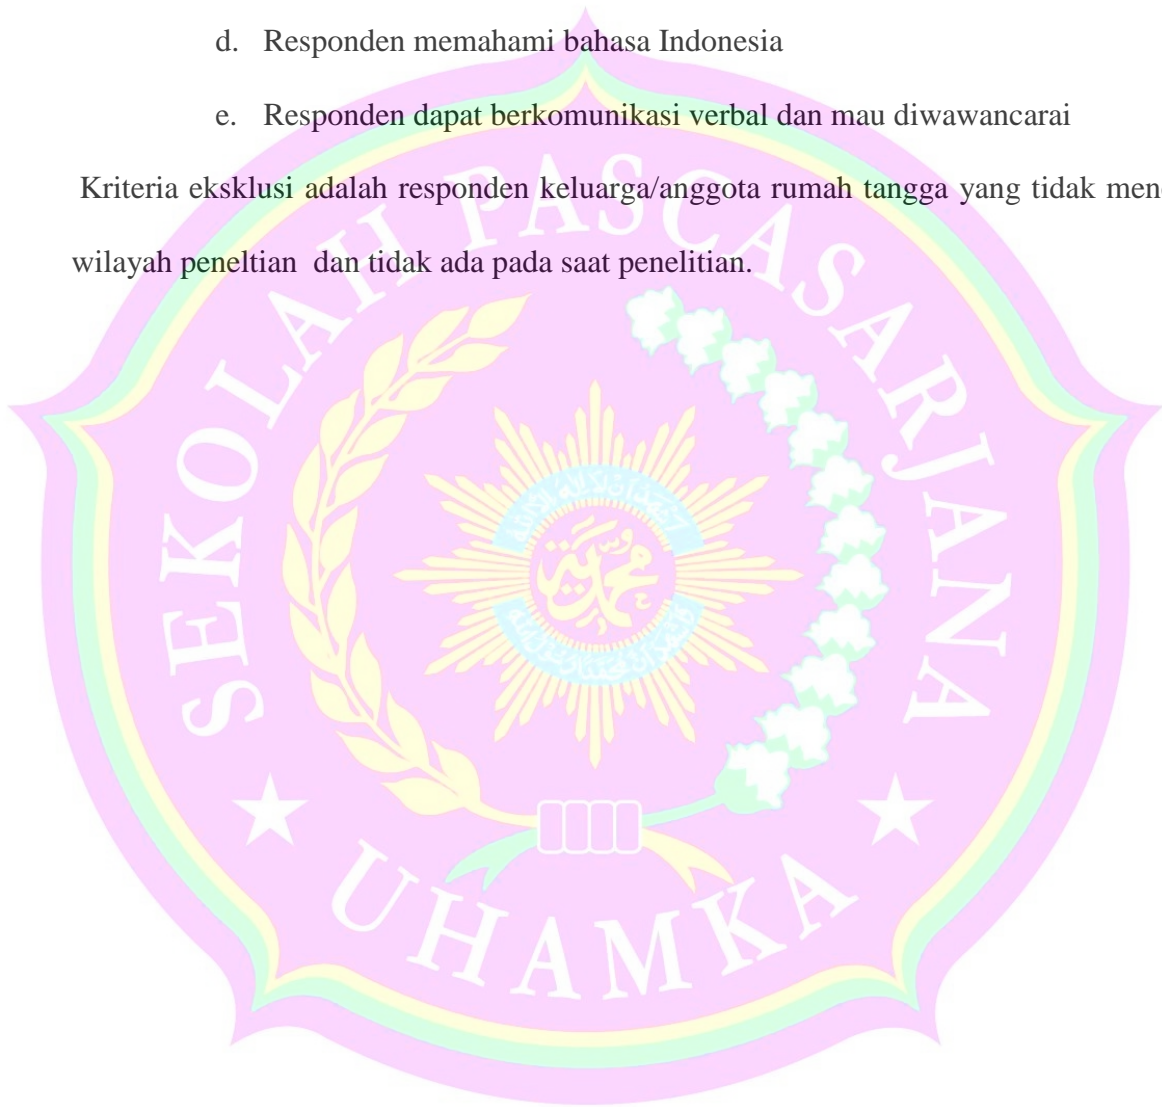 d. Responden memahami bahasa Indonesia
e. Responden dapat berkomunikasi verbal dan mau diwawancarai
Kriteria eksklusi adalah responden keluarga/anggota rumah tangga yang tidak
wilayah peneltian dan tidak ada pada saat penelitian.
SEKOLAH PASCASARJANA
UHAMKA